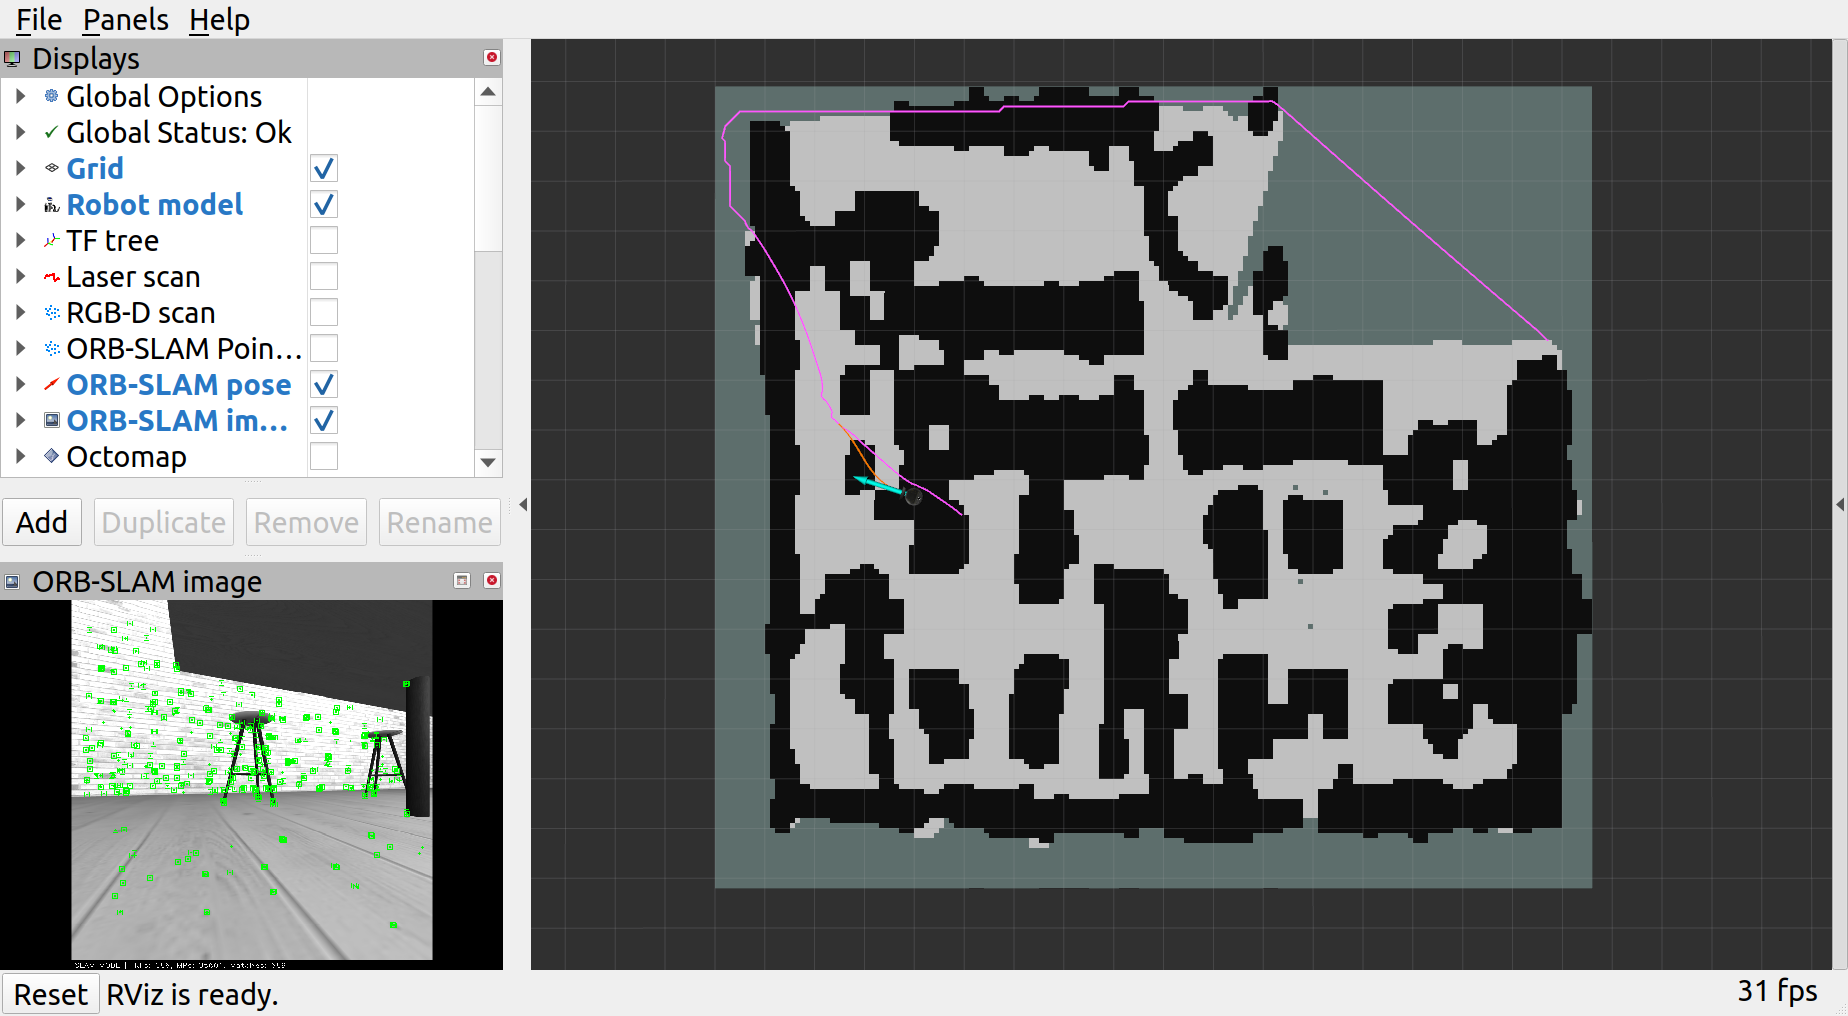 File Panels Help
Displays
Global Options
Global Status: Ok
Grid
Robot model
TF tree
Laser scan
RGB-D scan
ORB-SLAM Poin...
ORB-SLAM pose
ORB-SLAM im...
Octomap
Add Duplicate Remove Rename
ORB-SLAM image
SLAM MODE |
Reset RViz is ready.
31 fps